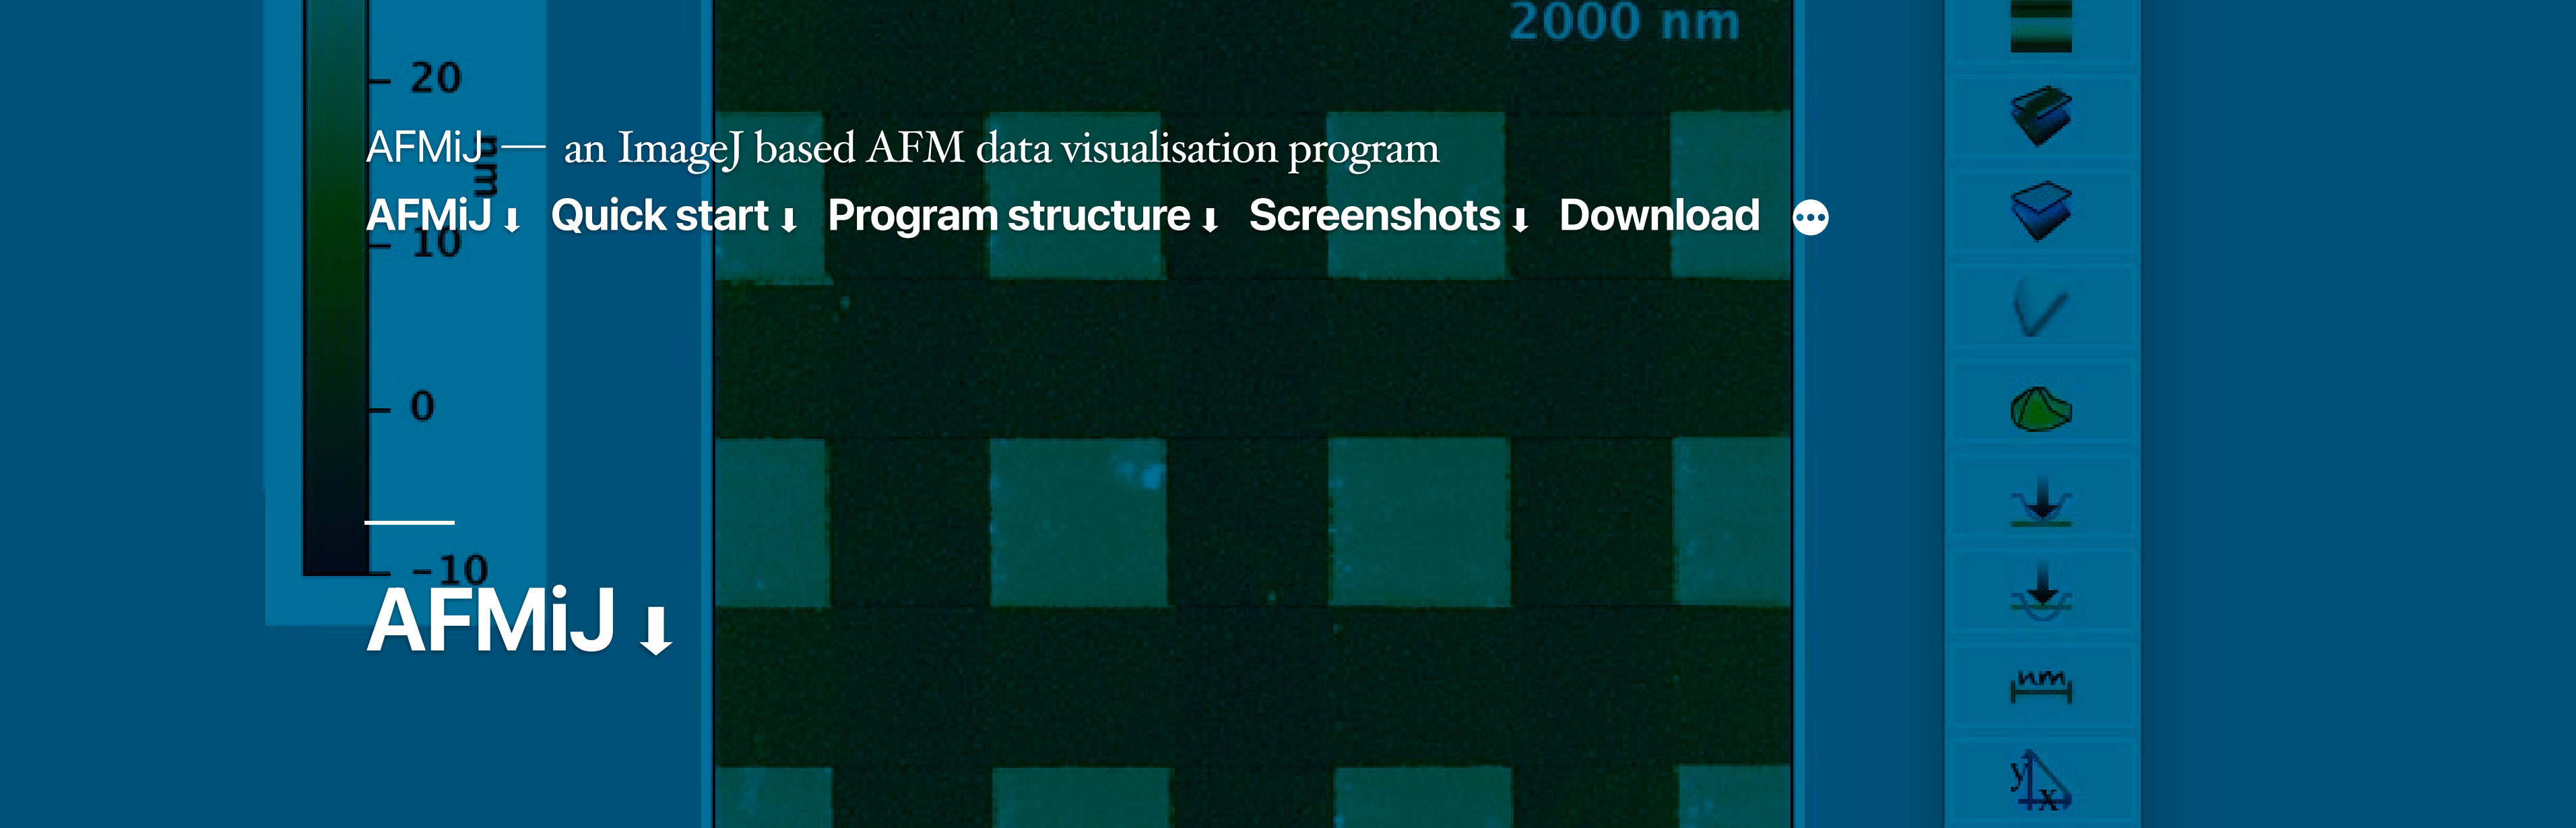 2000 nm
20
AFMiJ — an ImageJ based AFM data visualisation program
nm
AFMiJ ⬇ Quick start ⬇ Program structure ⬇ Screenshots ⬇ Download
10
0
-10
AFMiJ ⬇
nm
y
x